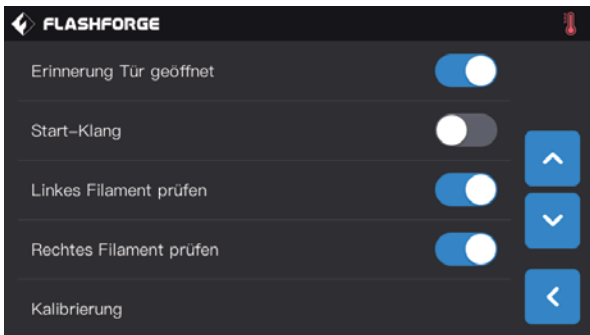 FLASHFORGE
Erinnerung Tür geöffnet
Start-Klang
Linkes Filament prüfen
Rechtes Filament prüfen
Kalibrierung